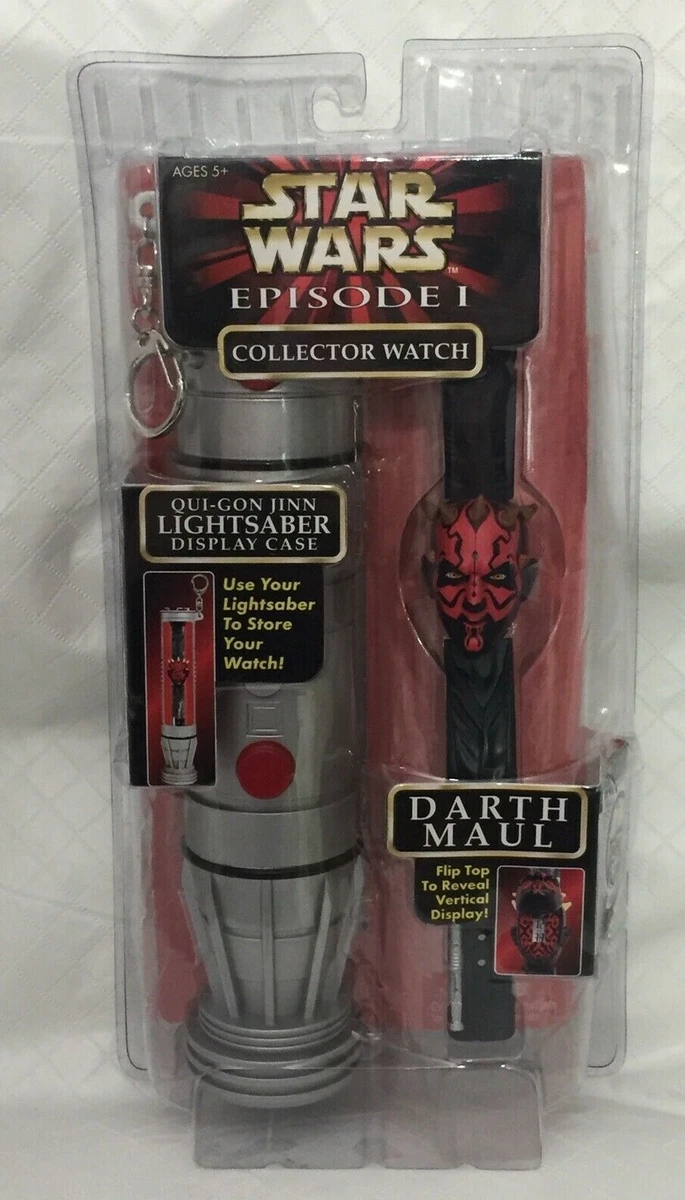 AGES 5+
STAR
WARS
TM
EPISODE I
COLLECTOR WATCH
QUI-GON JINN
LIGHTSABER
DISPLAY CASE
Use Your
Lightsaber
To Store
Your
Watch!
DARTH
MAUL
Flip Top
To Reveal
Vertical
Display!